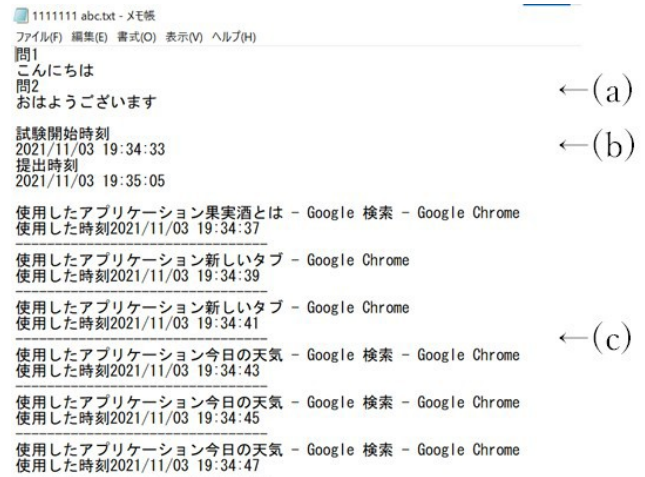 1111111 abc.txt - メモ帳
ファイル(F) 編集(E) 書式(O) 表示(V) ヘルプ(H)
問1
こんにちは
問2
おはようございます
←(a)
試験開始時刻
2021/11/03 19:34:33
←(b)
提出時刻
2021/11/03 19:35:05
使用したアプリケーション果実酒とは - Google 検索 - Google Chrome
使用した時刻2021/11/03 19:34:37
--------------------------------
使用したアプリケーション新しいタブ - Google Chrome
使用した時刻2021/11/03 19:34:39
--------------------------------
使用したアプリケーション新しいタブ - Google Chrome
使用した時刻2021/11/03 19:34:41
←(c)
--------------------------------
使用したアプリケーション今日の天気 - Google 検索 - Google Chrome
使用した時刻2021/11/03 19:34:43
--------------------------------
使用したアプリケーション今日の天気 - Google 検索 - Google Chrome
使用した時刻2021/11/03 19:34:45
--------------------------------
使用したアプリケーション今日の天気 - Google 検索 - Google Chrome
使用した時刻2021/11/03 19:34:47